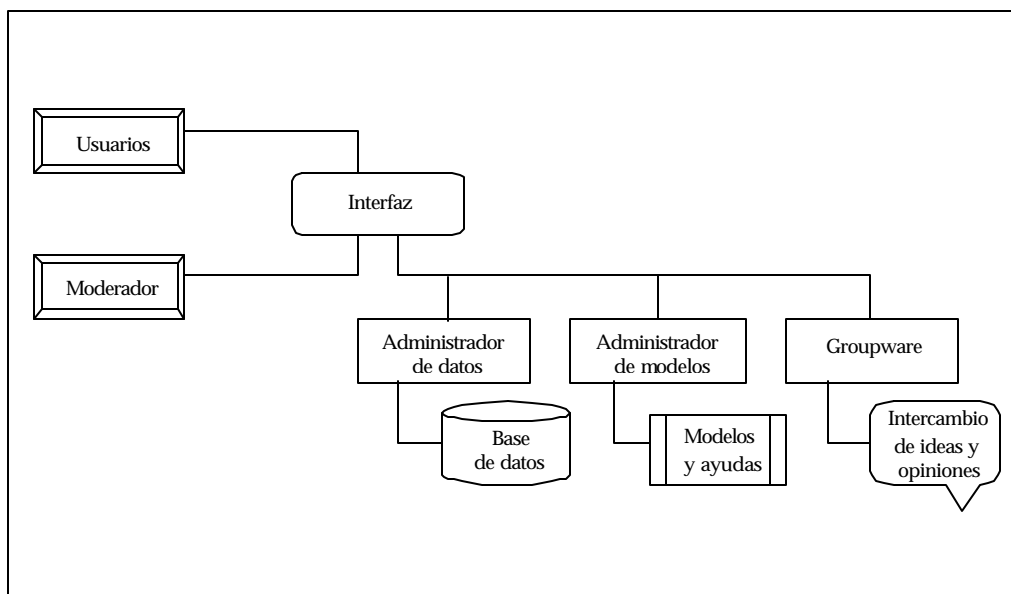 Usuarios
Interfaz
Moderador
Administrador
de datos
Administrador
de modelos
Groupware
Base
de datos
Modelos
y ayudas
Intercambio
de ideas y
opiniones